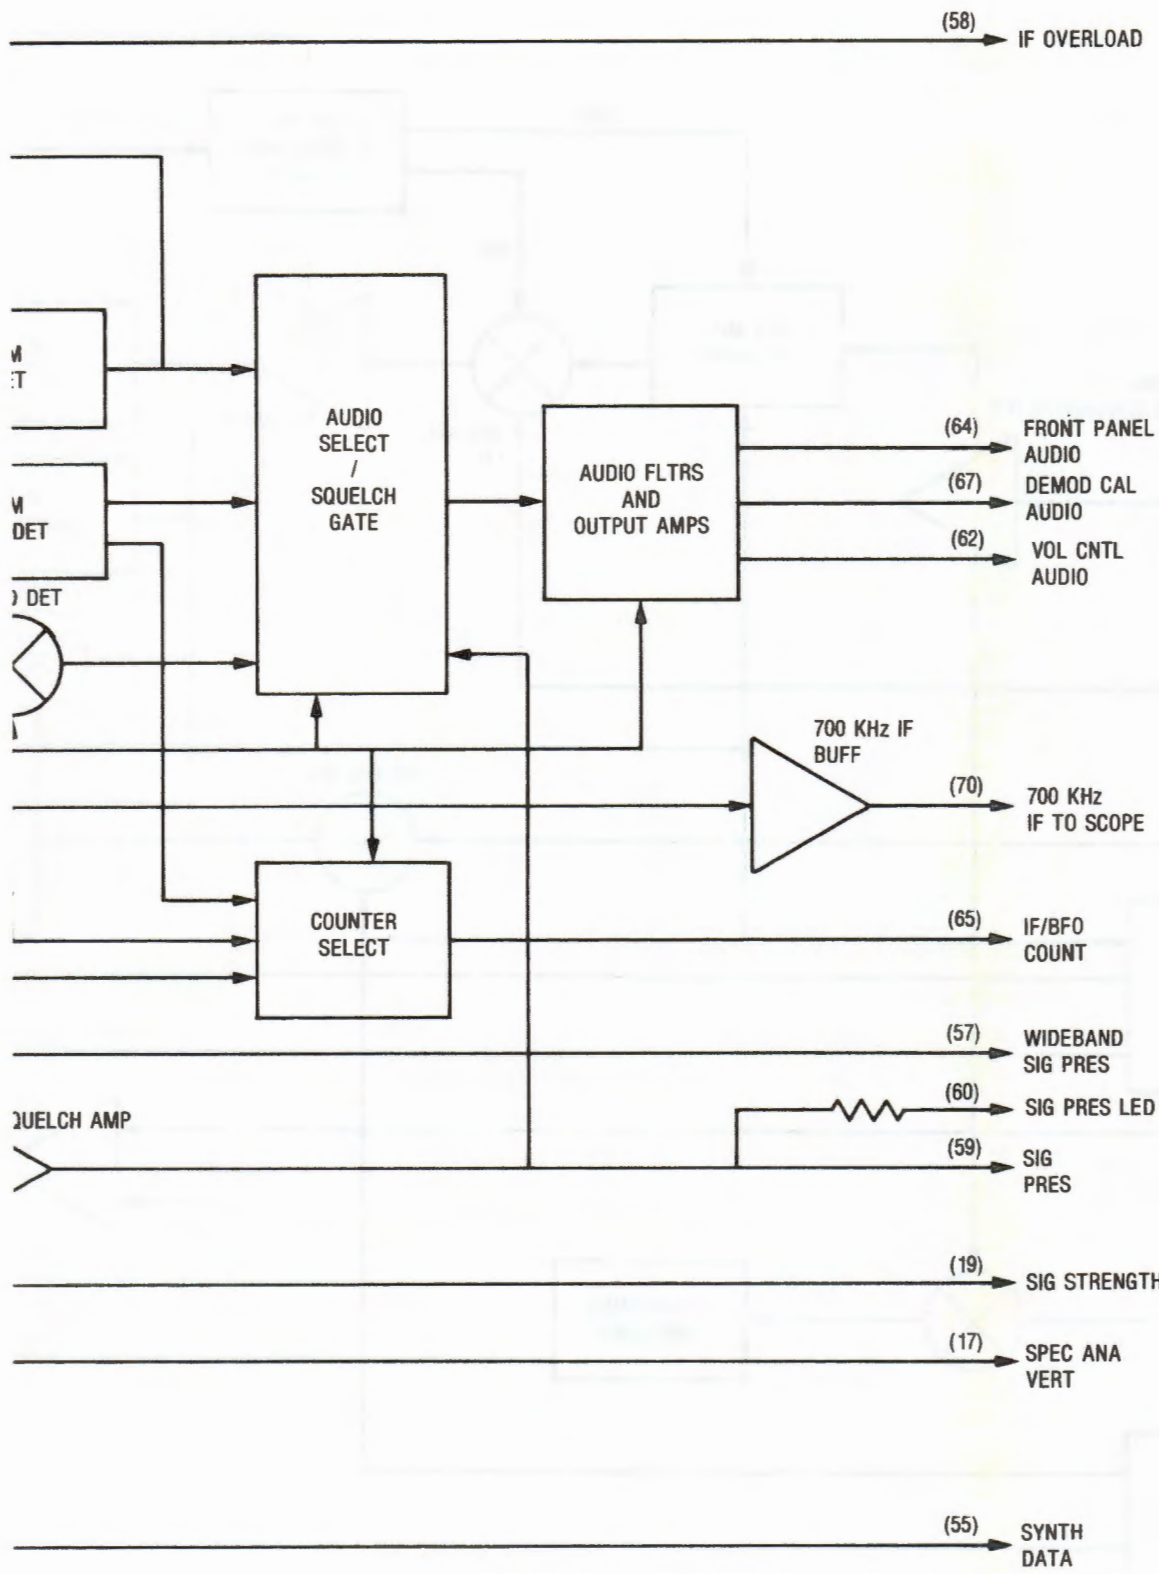 (58)
IF OVERLOAD
M
ET
AUDIO
SELECT
/
SQUELCH
GATE
AUDIO FLTRS
AND
OUTPUT AMPS
(64)
FRONT PANEL
AUDIO
(67)
DEMOD CAL
AUDIO
(62)
VOL CNTL
AUDIO
M
DET
DET
700 KHz IF
BUFF
(70)
700 KHz
IF TO SCOPE
COUNTER
SELECT
(65)
IF/BFO
COUNT
(57)
WIDEBAND
SIG PRES
(60)
SIG PRES LED
QUELCH AMP
(59)
SIG
PRES
(19)
SIG STRENGTH
(17)
SPEC ANA
VERT
(55)
SYNTH
DATA